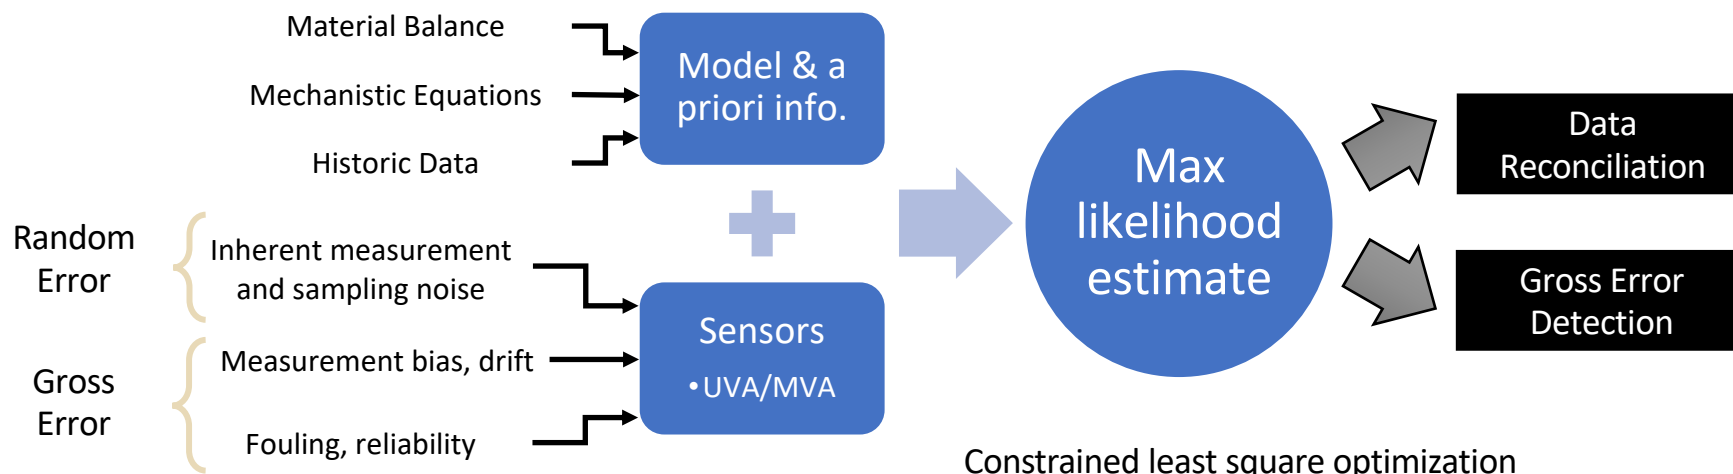 Material Balance
Mechanistic Equations
Historic Data
Model & a
priori info.
Random
Error
Inherent measurement
and sampling noise
Gross
Error
Measurement bias, drift
Fouling, reliability
Sensors
•UVA/MVA
Max
likelihood
estimate
Data
Reconciliation
Gross Error
Detection
Constrained least square optimization